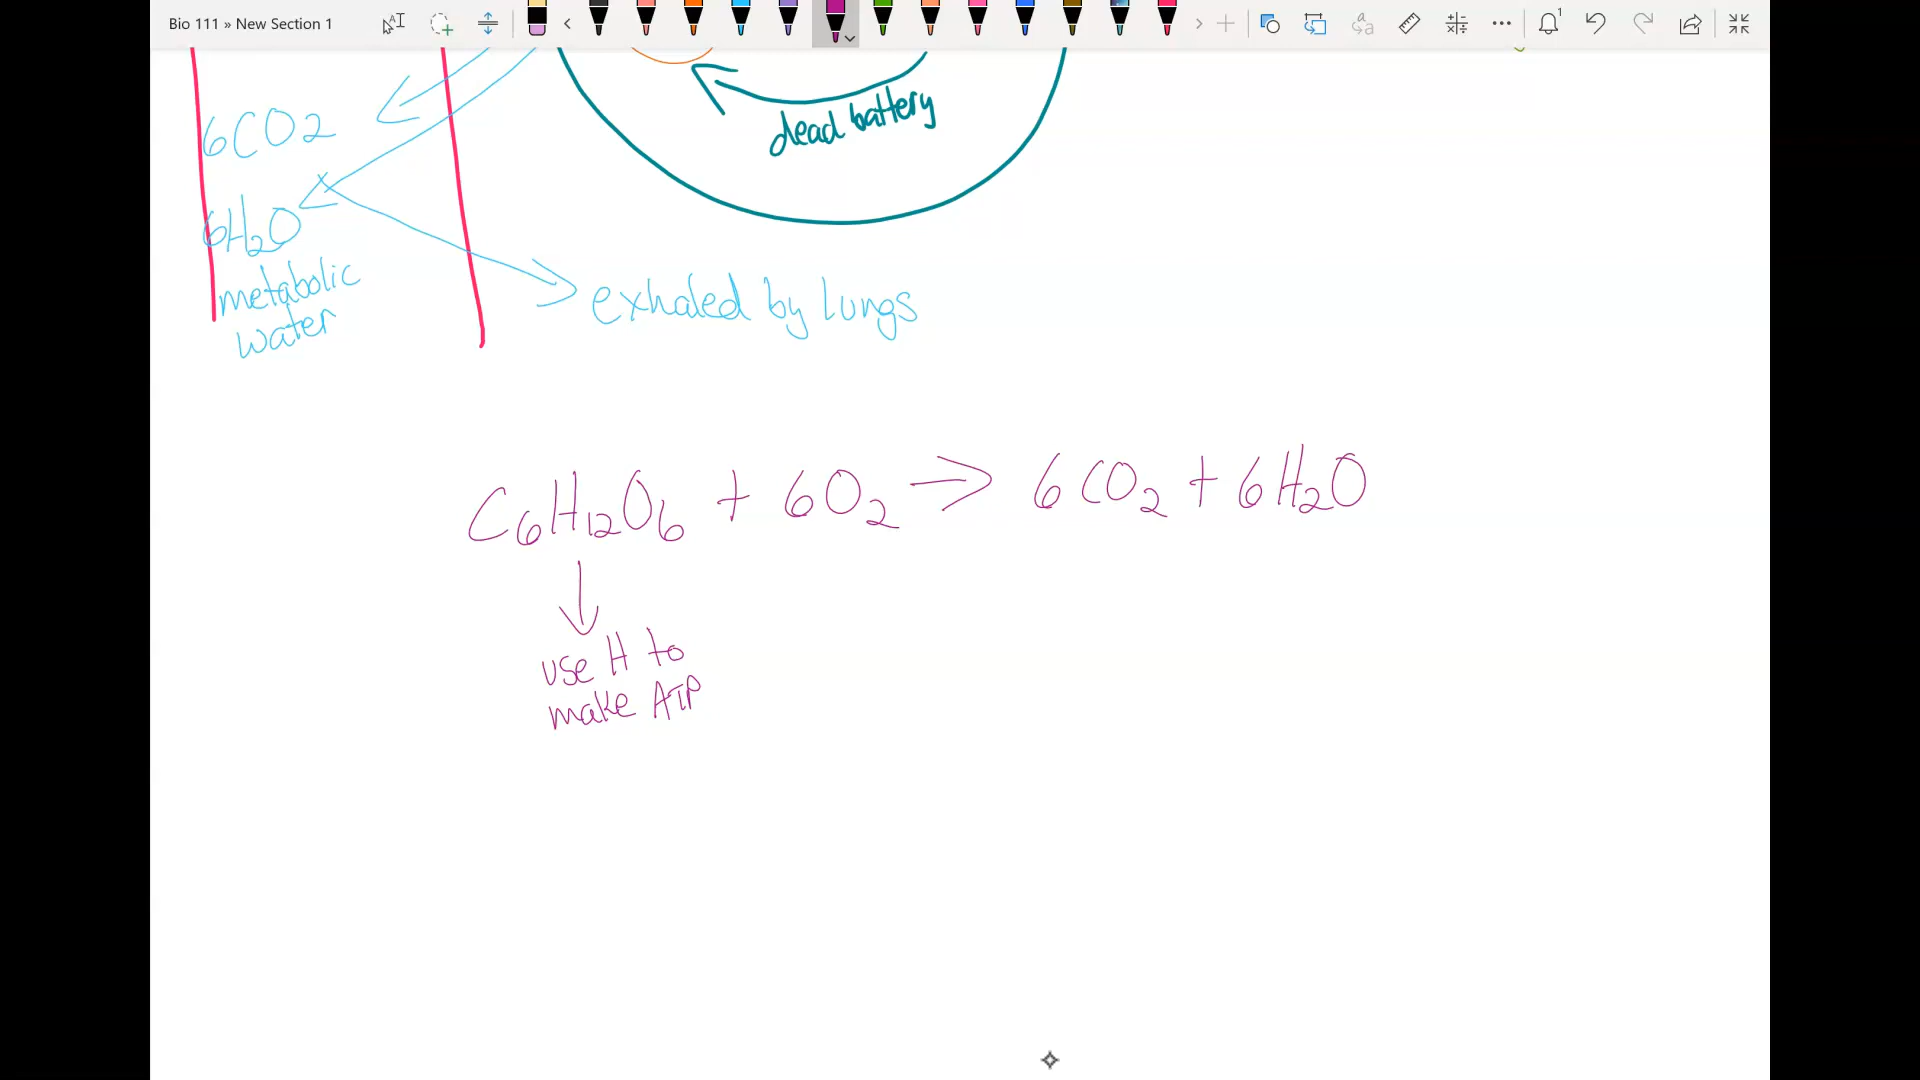 Bio 111 » New Section 1
dead battery
6CO2
6H₂O
metabolic
water
exhaled by lungs
C₆H₁₂O₆ + 6O₂ → 6CO₂ + 6H₂O
use H to
make ATP